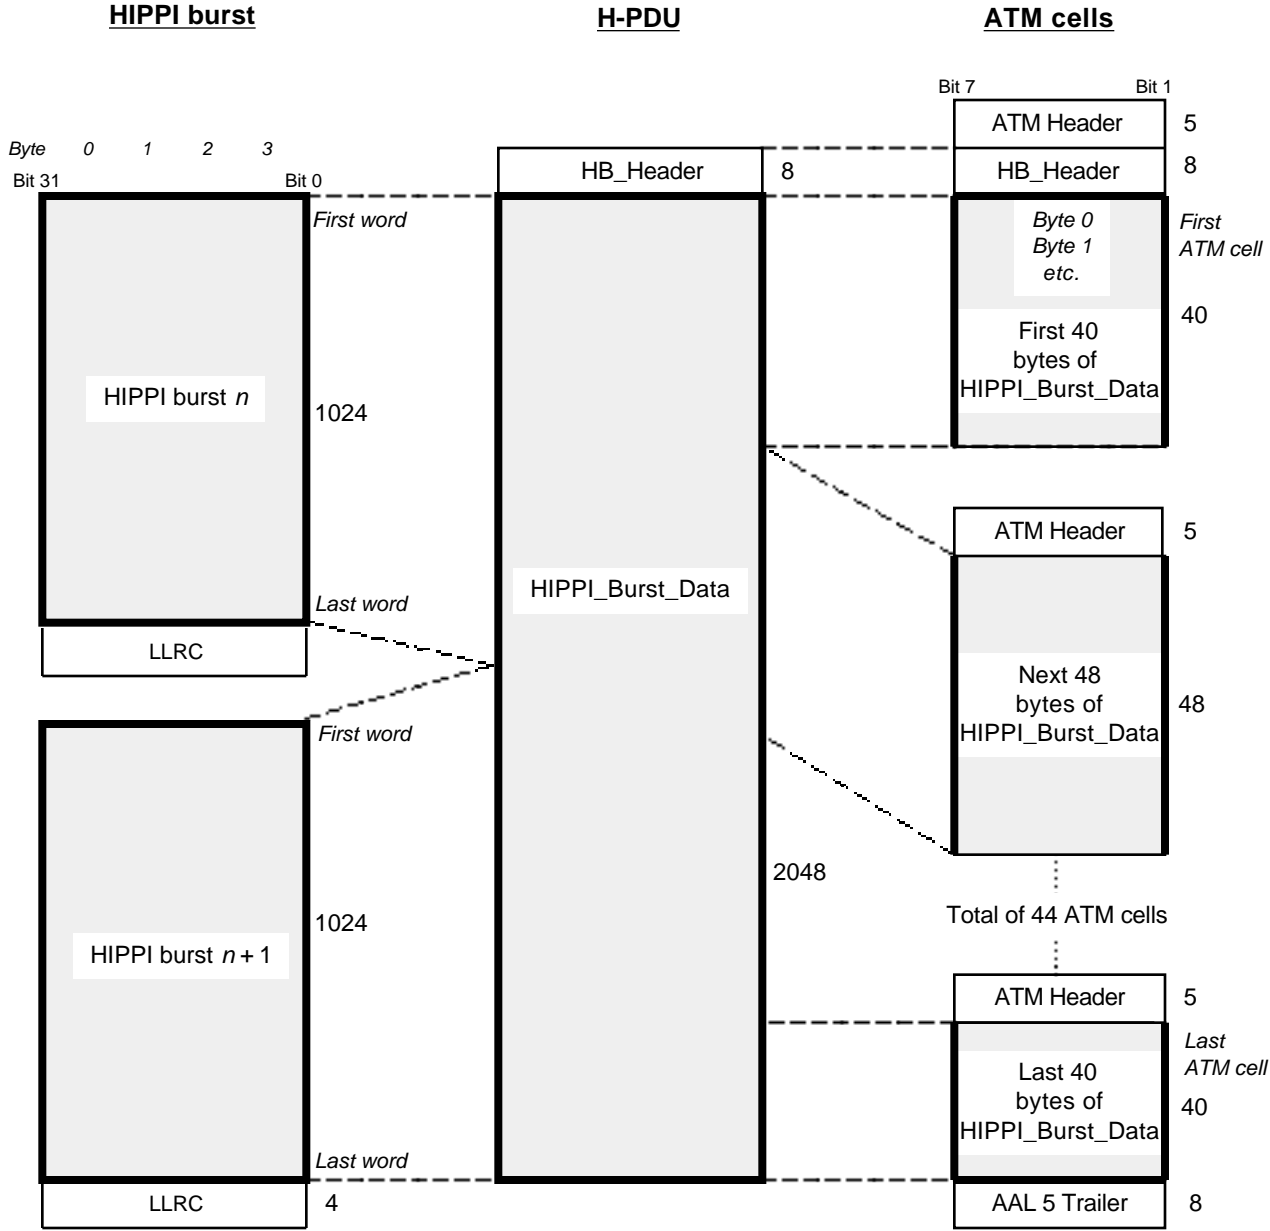 HIPPI burst
H-PDU
ATM cells
Bit 7
Bit 1
ATM Header
5
Byte 0 1 2 3
HB_Header
8
HB_Header
8
Bit 31
Bit 0
First word
Byte 0
Byte 1
etc.
First
ATM cell
40
First 40
bytes of
HIPPI_Burst_Data
HIPPI burst n
1024
ATM Header
5
HIPPI_Burst_Data
Last word
LLRC
Next 48
bytes of
HIPPI_Burst_Data
48
First word
2048
Total of 44 ATM cells
1024
HIPPI burst n + 1
ATM Header
5
Last
ATM cell
Last 40
bytes of
HIPPI_Burst_Data
40
Last word
LLRC
4
AAL 5 Trailer
8